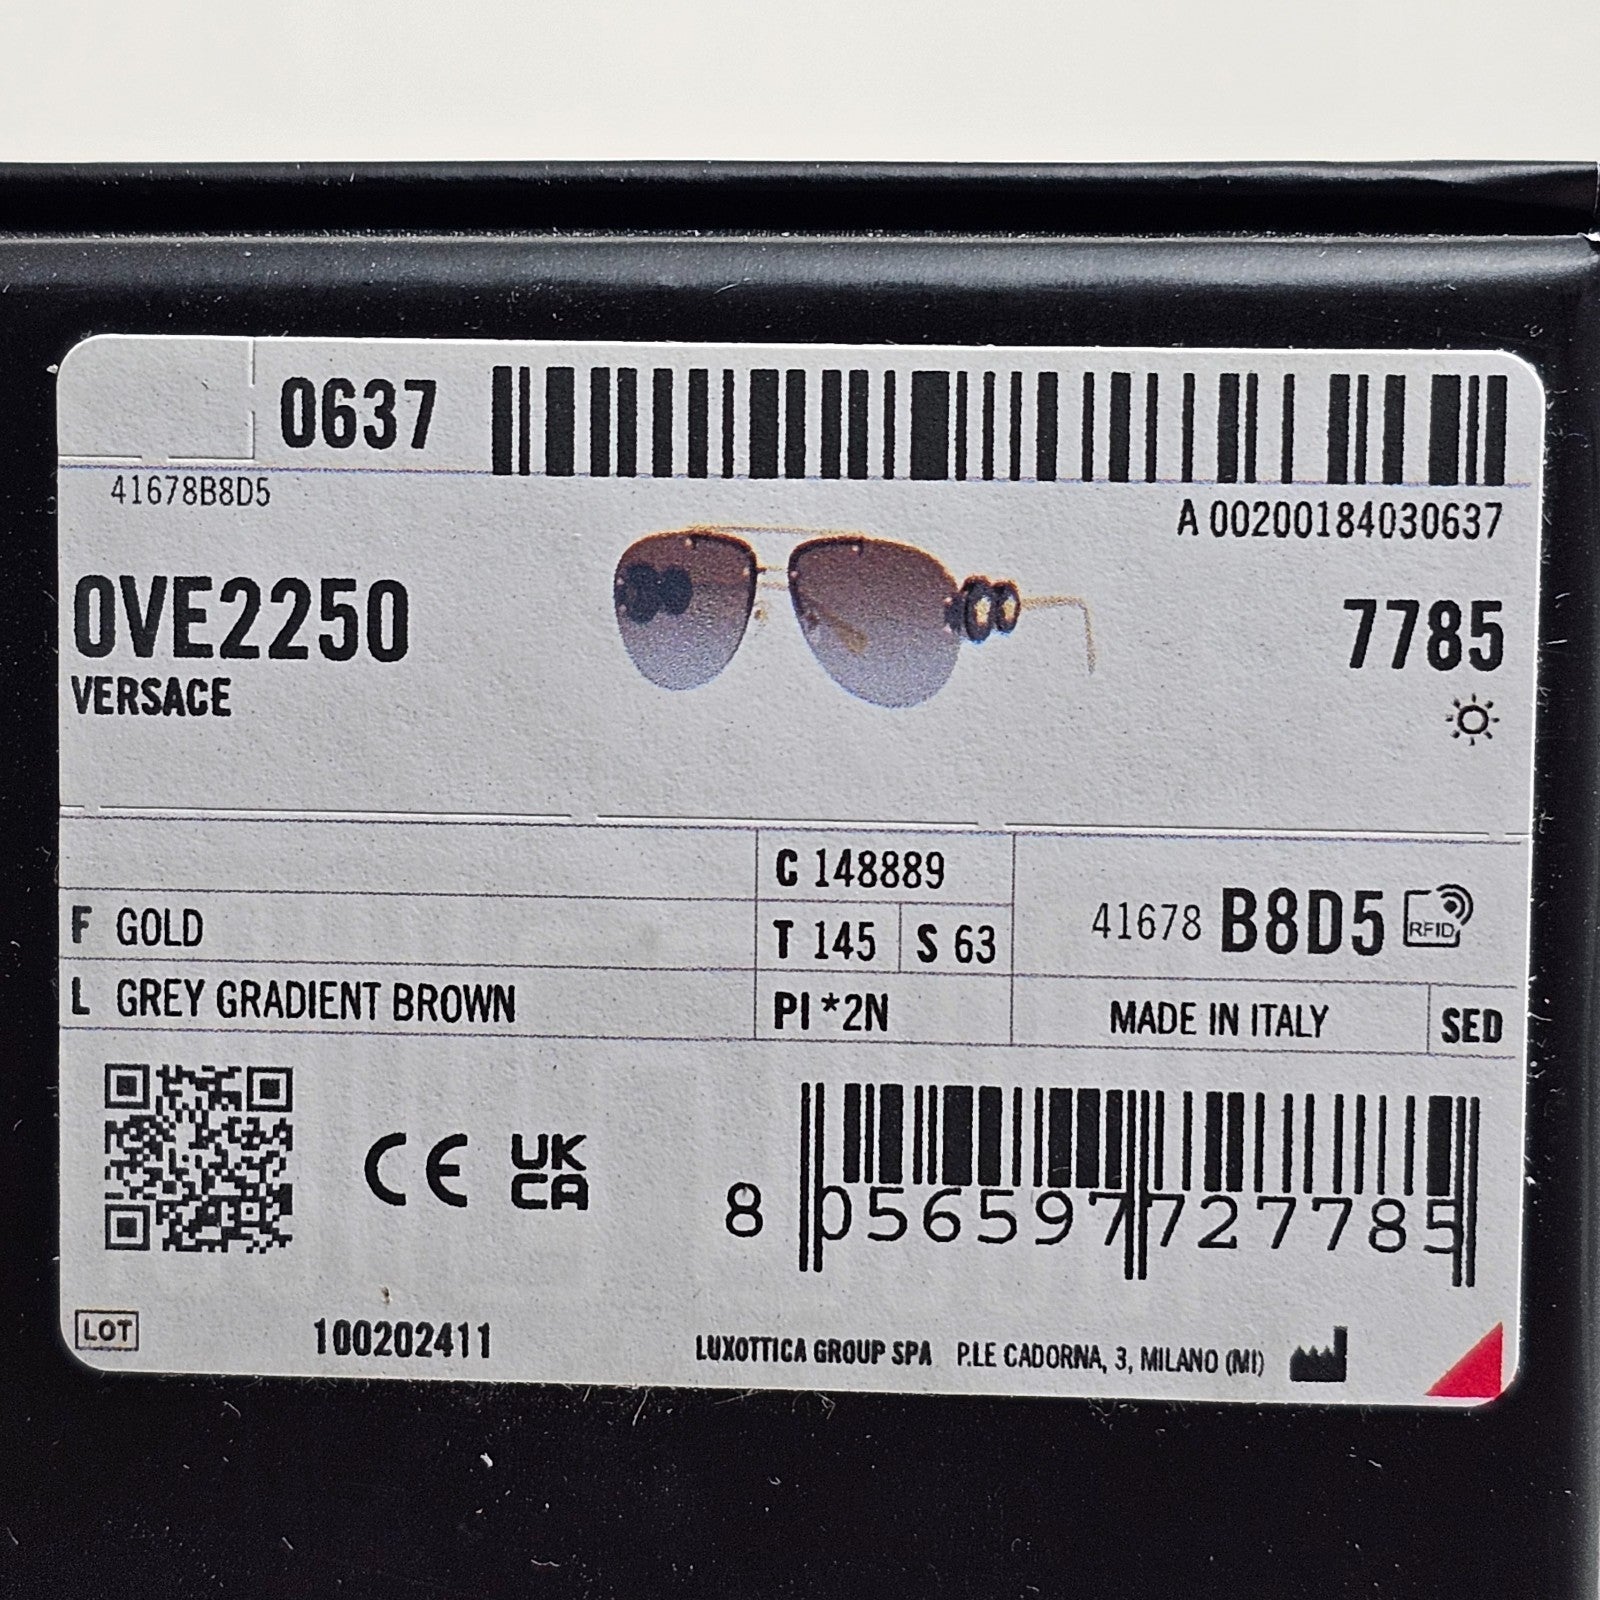 0637
41678B8D5
A 00200184030637
0VE2250
7785
VERSACE
C 148889
F GOLD
T 145 S 63
41678 B8D5 RFID
L GREY GRADIENT BROWN
PI *2N
MADE IN ITALY
SED
CE UK
CA
8 056597 727785
LOT
100202411
LUXOTTICA GROUP SPA P.LE CADORNA, 3, MILANO (MI)